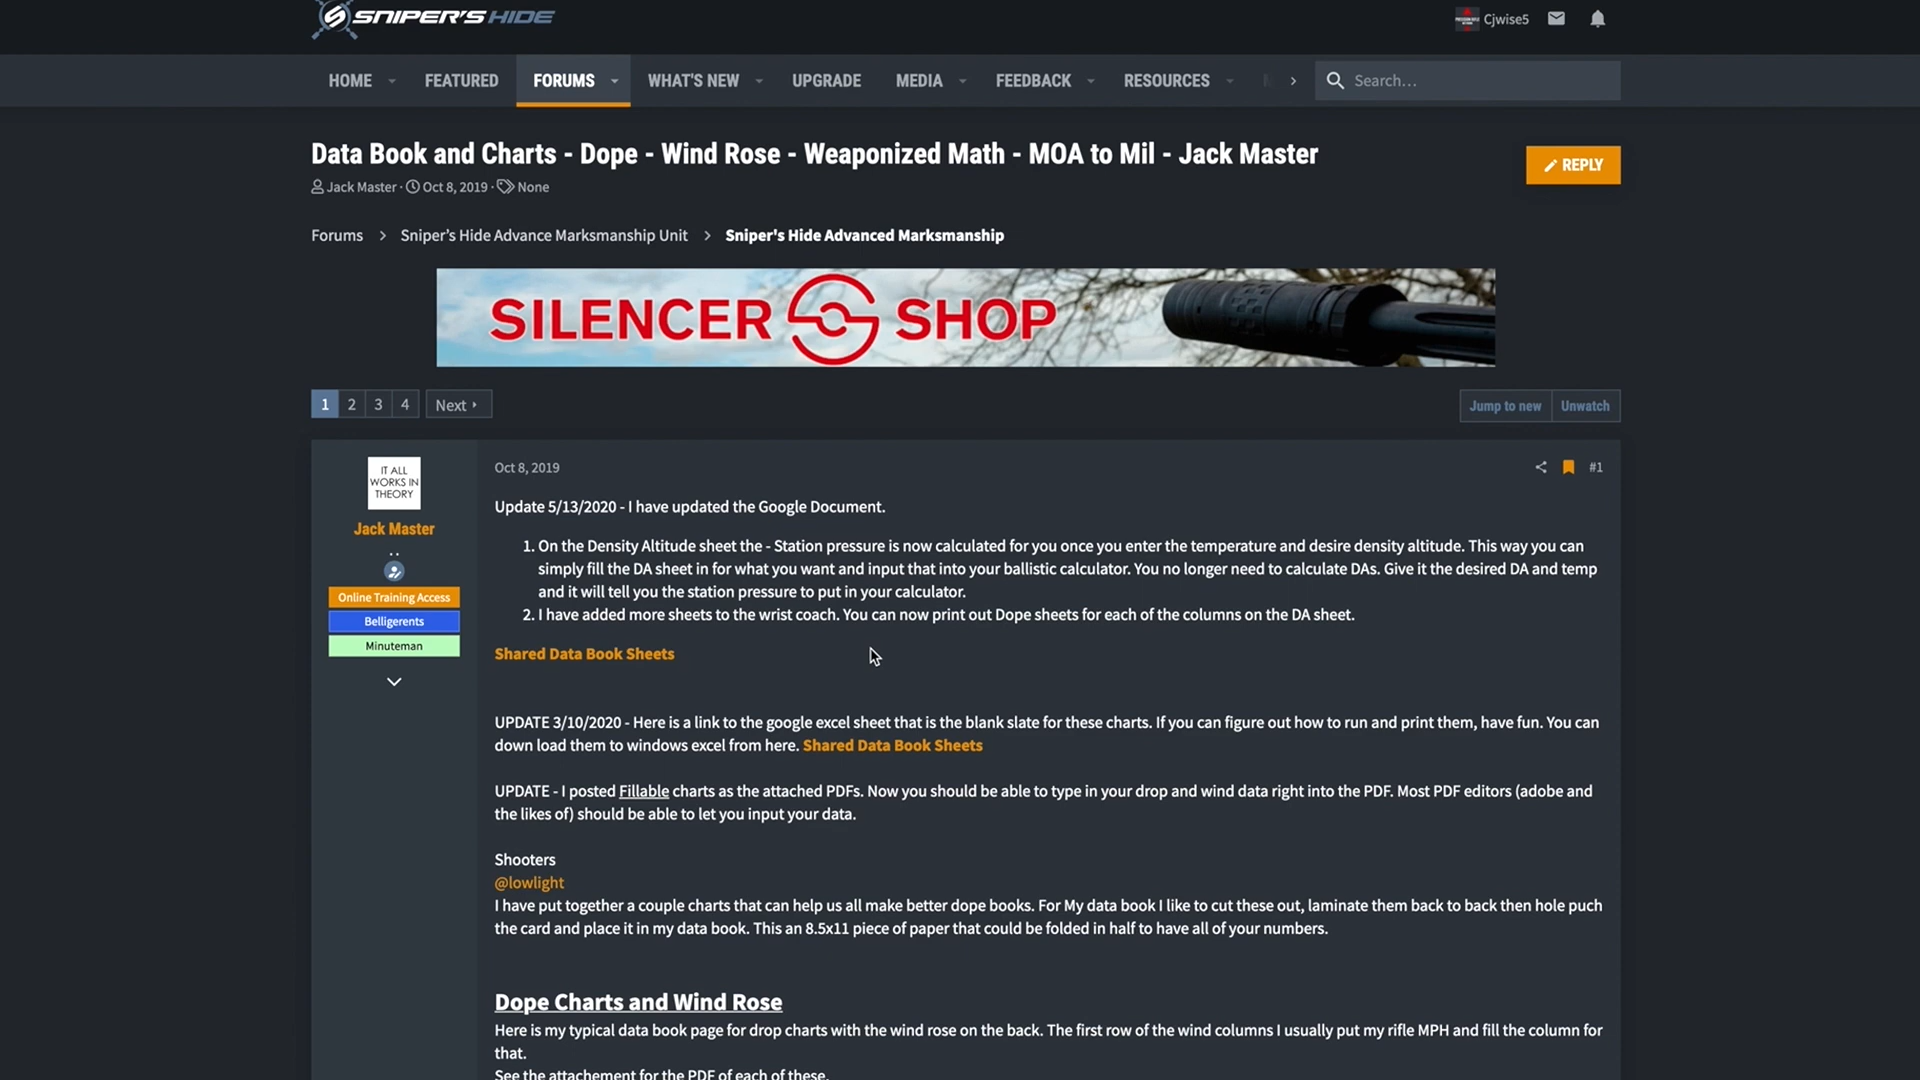 SNIPER'S HIDE
Cjwise5
HOME FEATURED FORUMS WHAT'S NEW UPGRADE MEDIA FEEDBACK RESOURCES Search…
Data Book and Charts - Dope - Wind Rose - Weaponized Math - MOA to Mil - Jack Master
REPLY
Jack Master · Oct 8, 2019 · None
Forums > Sniper's Hide Advance Marksmanship Unit > Sniper's Hide Advanced Marksmanship
SILENCER SHOP
1 2 3 4 Next
Jump to new Unwatch
IT ALL
WORKS IN
THEORY
Jack Master
..
Online Training Access
Belligerents
Minuteman
Oct 8, 2019 #1
Update 5/13/2020 - I have updated the Google Document.
1. On the Density Altitude sheet the - Station pressure is now calculated for you once you enter the temperature and desire density altitude. This way you can
simply fill the DA sheet in for what you want and input that into your ballistic calculator. You no longer need to calculate DAs. Give it the desired DA and temp
and it will tell you the station pressure to put in your calculator.
2. I have added more sheets to the wrist coach. You can now print out Dope sheets for each of the columns on the DA sheet.
Shared Data Book Sheets
UPDATE 3/10/2020 - Here is a link to the google excel sheet that is the blank slate for these charts. If you can figure out how to run and print them, have fun. You can
down load them to windows excel from here. Shared Data Book Sheets
UPDATE - I posted Fillable charts as the attached PDFs. Now you should be able to type in your drop and wind data right into the PDF. Most PDF editors (adobe and
the likes of) should be able to let you input your data.
Shooters
@lowlight
I have put together a couple charts that can help us all make better dope books. For My data book I like to cut these out, laminate them back to back then hole puch
the card and place it in my data book. This an 8.5x11 piece of paper that could be folded in half to have all of your numbers.
Dope Charts and Wind Rose
Here is my typical data book page for drop charts with the wind rose on the back. The first row of the wind columns I usually put my rifle MPH and fill the column for
that.
See the attachement for the PDF of each of these.